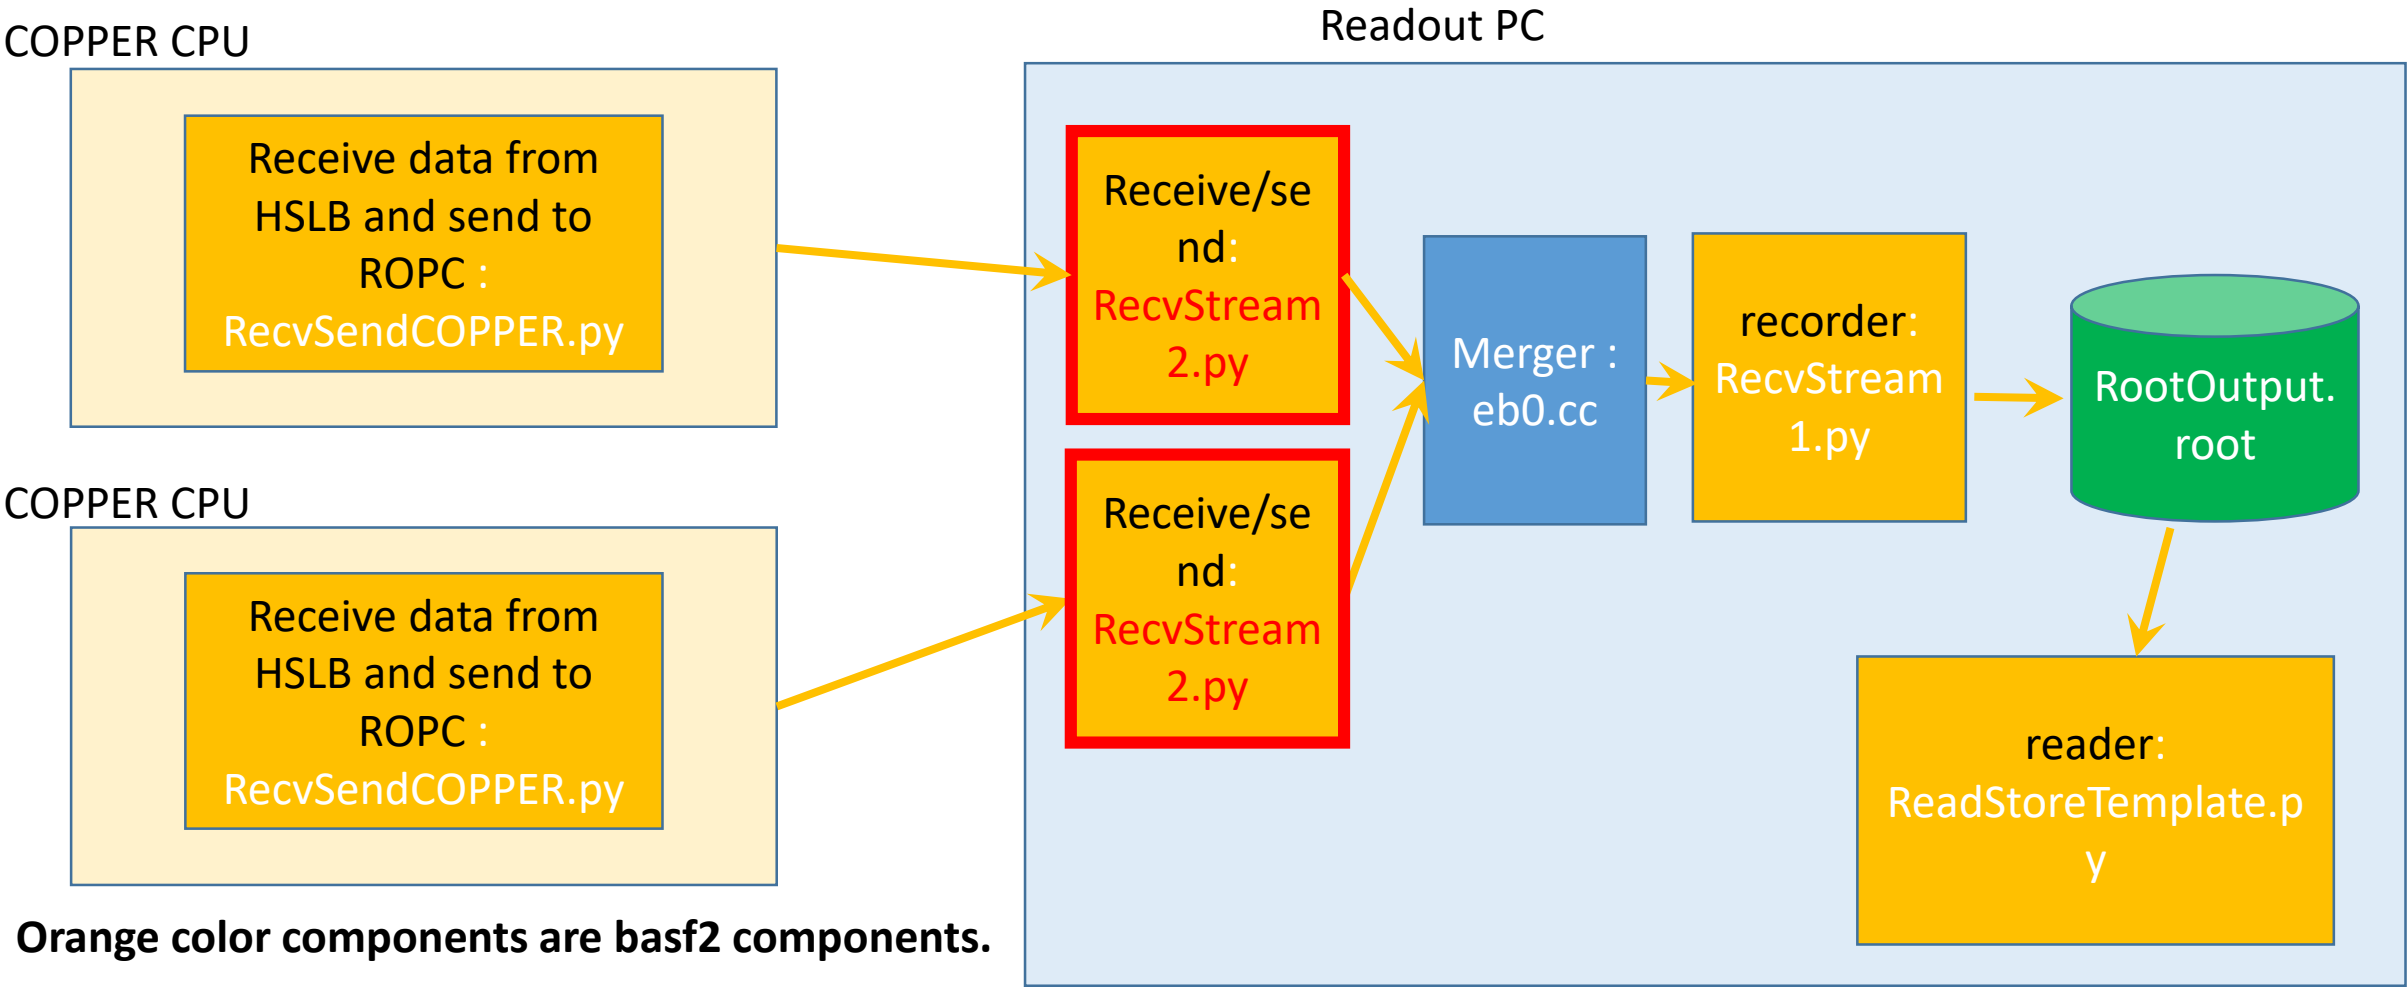 COPPER CPU
Receive data from
HSLB and send to
ROPC :
RecvSendCOPPER.py
COPPER CPU
Receive data from
HSLB and send to
ROPC :
RecvSendCOPPER.py
Orange color components are basf2 components.
Readout PC
Receive/se
nd:
RecvStream
2.py
Receive/se
nd:
RecvStream
2.py
Merger :
eb0.cc
recorder:
RecvStream
1.py
RootOutput.
root
reader:
ReadStoreTemplate.p
y